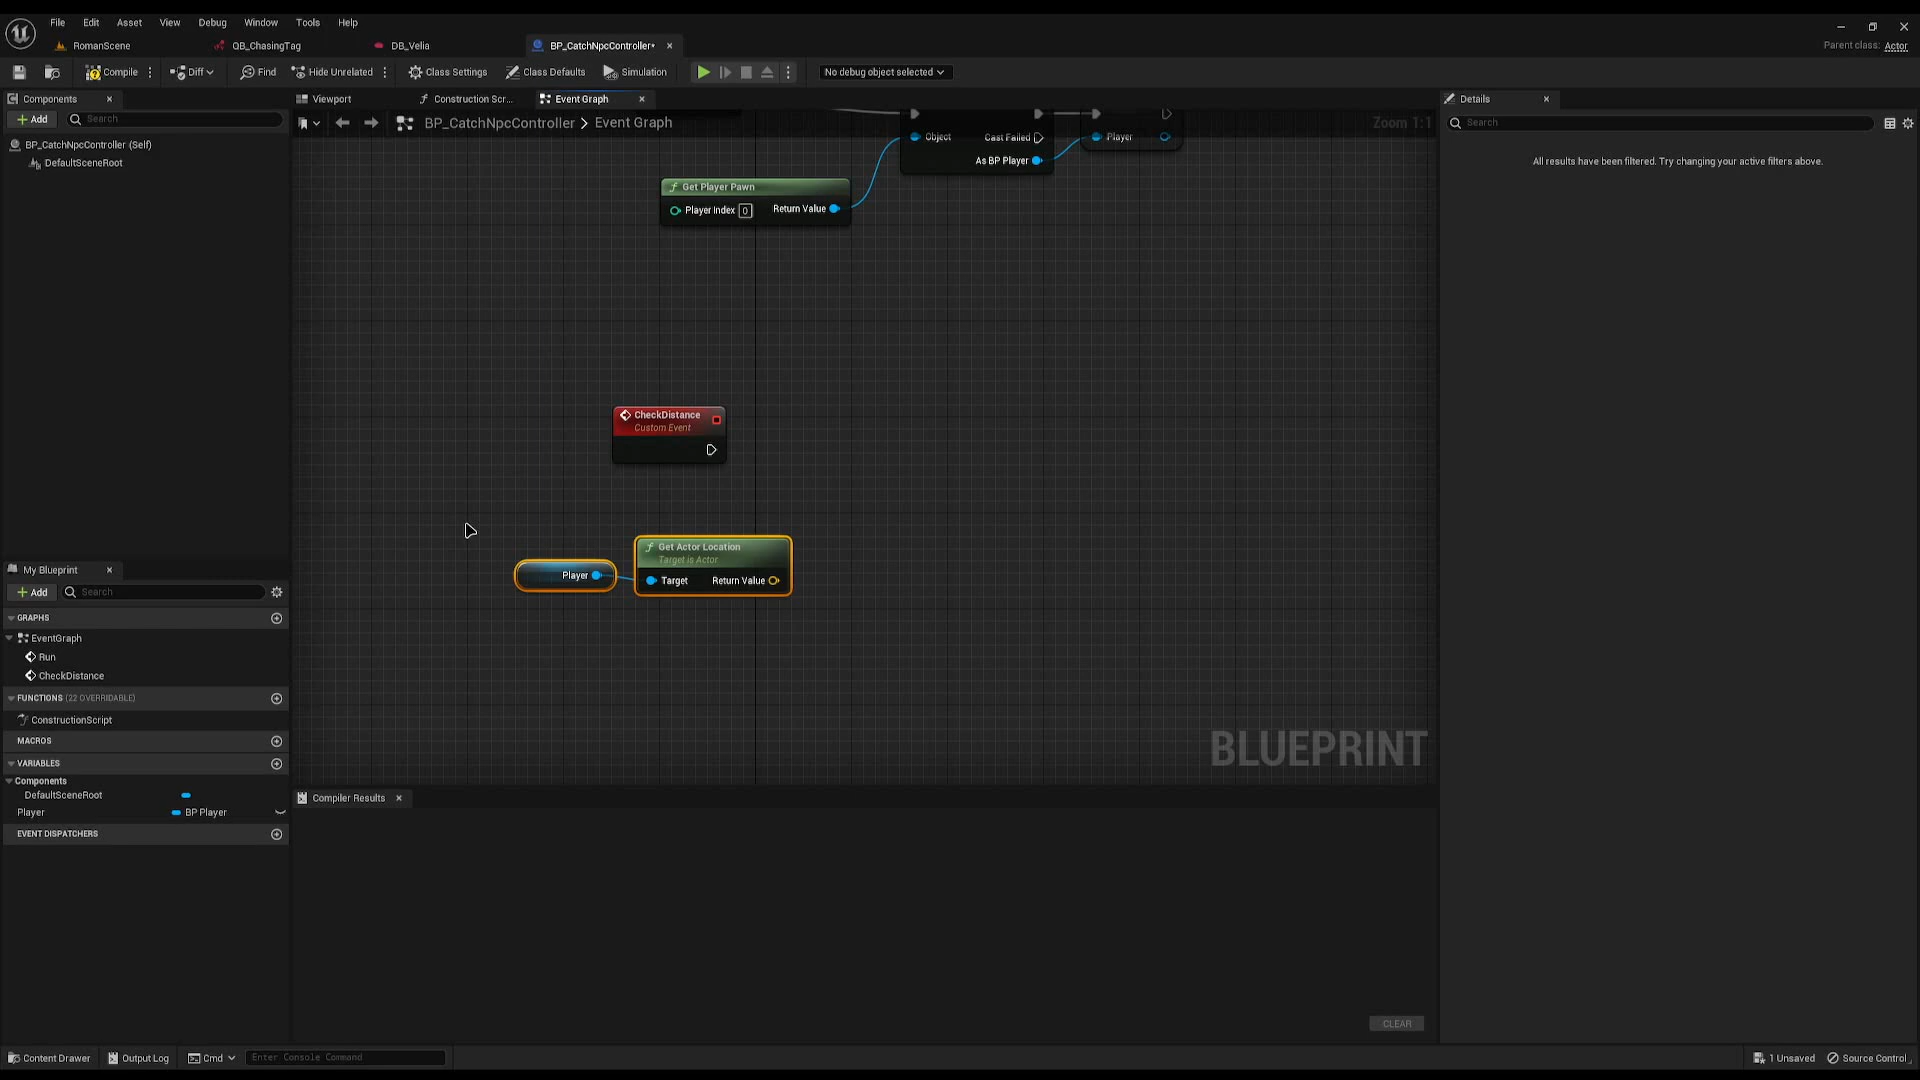 File Edit Asset View Debug Window Tools Help
RomanScene QB_ChasingTag DB_Velia BP_CatchNpcController* Parent class: Actor
Compile Diff Find Hide Unrelated Class Settings Class Defaults Simulation No debug object selected
Components Viewport Construction Scr... Event Graph Details
Add Search BP_CatchNpcController > Event Graph Zoom 1:1 Search
BP_CatchNpcController (Self)
DefaultSceneRoot
All results have been filtered. Try changing your active filters above.
Object Cast Failed Player
As BP Player
Get Player Pawn
Player Index 0 Return Value
CheckDistance
Custom Event
Get Actor Location
Target is Actor
Player Target Return Value
BLUEPRINT
My Blueprint
Add Search
GRAPHS
EventGraph
Run
CheckDistance
FUNCTIONS (22 OVERRIDABLE)
ConstructionScript
MACROS
VARIABLES
Components
DefaultSceneRoot
Player BP Player
EVENT DISPATCHERS
Compiler Results
CLEAR
Content Drawer Output Log Cmd Enter Console Command 1 Unsaved Source Control